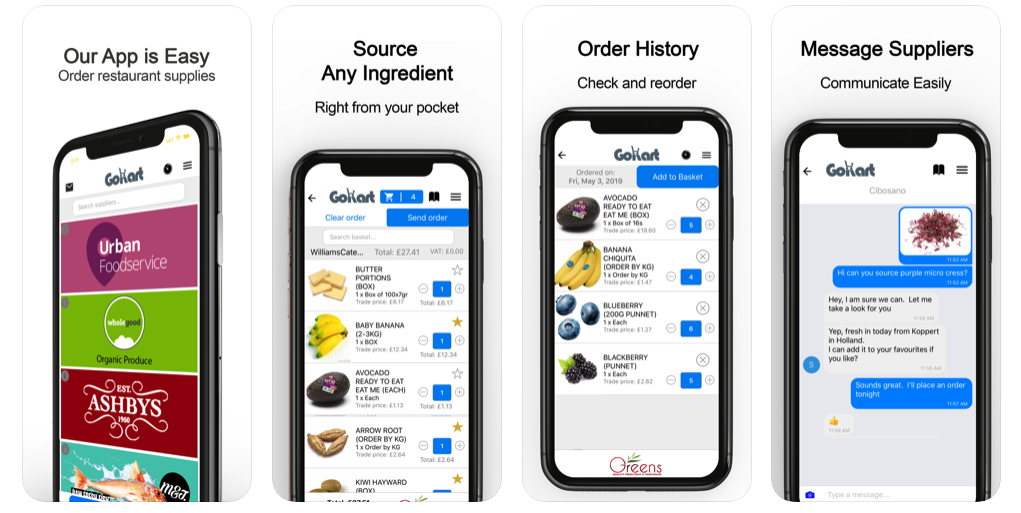 Our App is Easy
Order restaurant supplies
GoKart
Search suppliers...
Urban
Foodservice
whole good
Organic Produce
EST.
ASHBYS
1960
m&j
Source
Any Ingredient
Right from your pocket
GoKart
4
Clear order
Send order
Search basket...
WilliamsCate...
Total: £27.41
VAT: £0.00
BUTTER
PORTIONS
(BOX)
1 x Box of 100x7gr
Trade price: £6.17
1
Total: £6.17
BABY BANANA
(2-3KG)
1 x BOX
Trade price: £12.34
1
Total: £12.34
AVOCADO
READY TO EAT
EAT ME (EACH)
1 x Each
Trade price: £1.13
1
Total: £1.13
ARROW ROOT
(ORDER BY KG)
1 x Order by KG
Trade price: £2.64
1
Total: £2.64
KIWI HAYWARD
(BOX)
Order History
Check and reorder
GoKart
Ordered on:
Fri, May 3, 2019
Add to Basket
AVOCADO
READY TO EAT
EAT ME (BOX)
1 x Box of 16s
Trade price: £19.60
5
BANANA
CHIQUITA
(ORDER BY KG)
1 x Order by KG
Trade price: £1.47
4
BLUEBERRY
(200G PUNNET)
1 x Each
Trade price: £1.27
6
BLACKBERRY
(PUNNET)
1 x Each
Trade price: £2.62
5
Greens
Message Suppliers
Communicate Easily
GoKart
Cibosano
11:52 AM
Hi can you source purple micro cress?
11:52 AM
Hey, I am sure we can. Let me
take a look for you
11:54 AM
Yep, fresh in today from Koppert
in Holland.
I can add it to your favourites if
you like?
11:55 AM
S
Sounds great. I'll place an order
tonight
11:57 AM
👍
11:59 AM
Type a message...